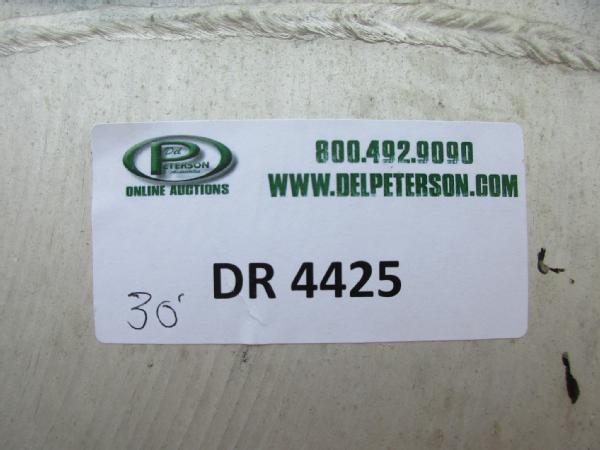 Del
PETERSON
ONLINE AUCTIONS
800.492.9090
WWW.DELPETERSON.COM
DR 4425
30'